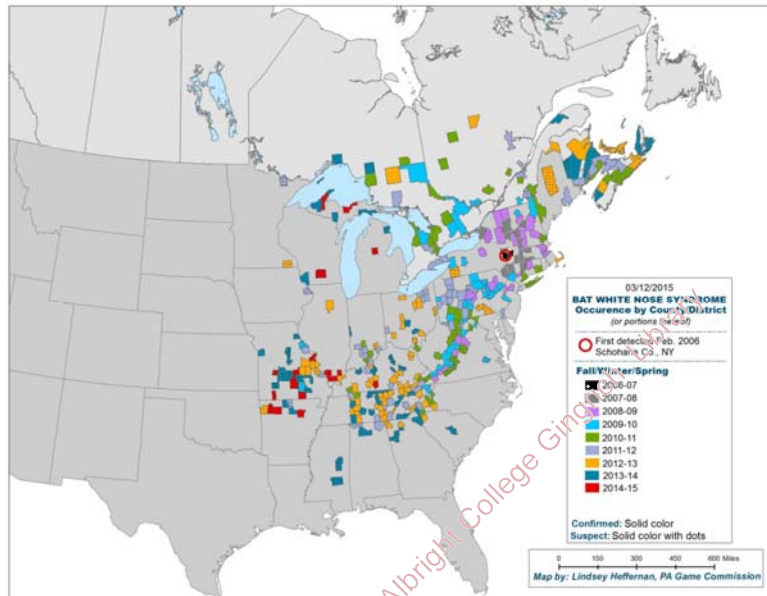 03/12/2015
BAT WHITE NOSE SYNDROME
Occurence by County/District
(or portions thereof)
First detected Feb. 2006
Schoharie Co., NY
Fall/Winter/Spring
2006-07
2007-08
2008-09
2009-10
2010-11
2011-12
2012-13
2013-14
2014-15
Confirmed: Solid color
Suspect: Solid color with dots
0 150 300 450 600 Miles
Map by: Lindsey Heffernan, PA Game Commission
Albright College Gingrich Library